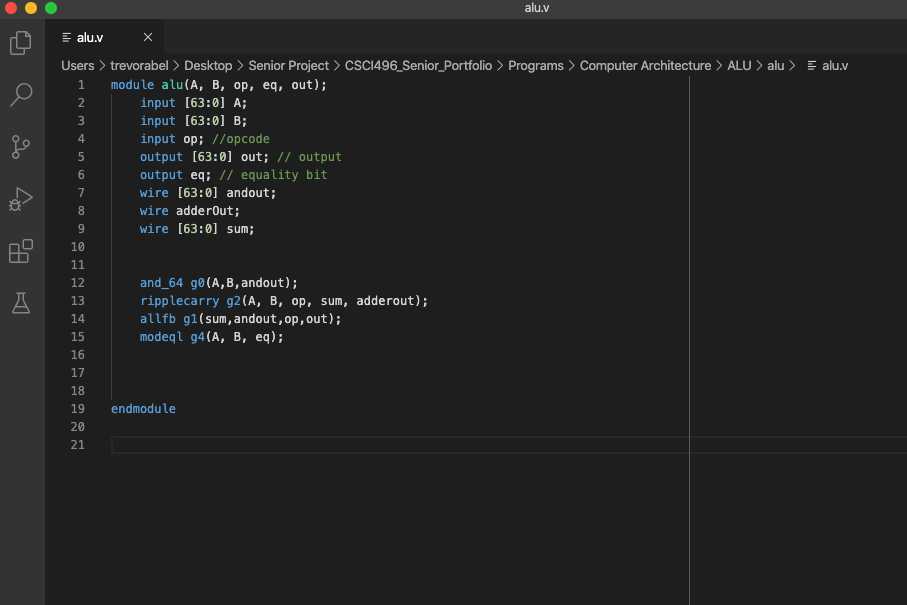 alu.v
alu.v
Users > trevorabel > Desktop > Senior Project > CSCI496_Senior_Portfolio > Programs > Computer Architecture > ALU > alu > alu.v
1 module alu(A, B, op, eq, out);
2 input [63:0] A;
3 input [63:0] B;
4 input op; //opcode
5 output [63:0] out; // output
6 output eq; // equality bit
7 wire [63:0] andout;
8 wire adderOut;
9 wire [63:0] sum;
10
11
12 and_64 g0(A,B,andout);
13 ripplecarry g2(A, B, op, sum, adderout);
14 allfb g1(sum,andout,op,out);
15 modeql g4(A, B, eq);
16
17
18
19 endmodule
20
21